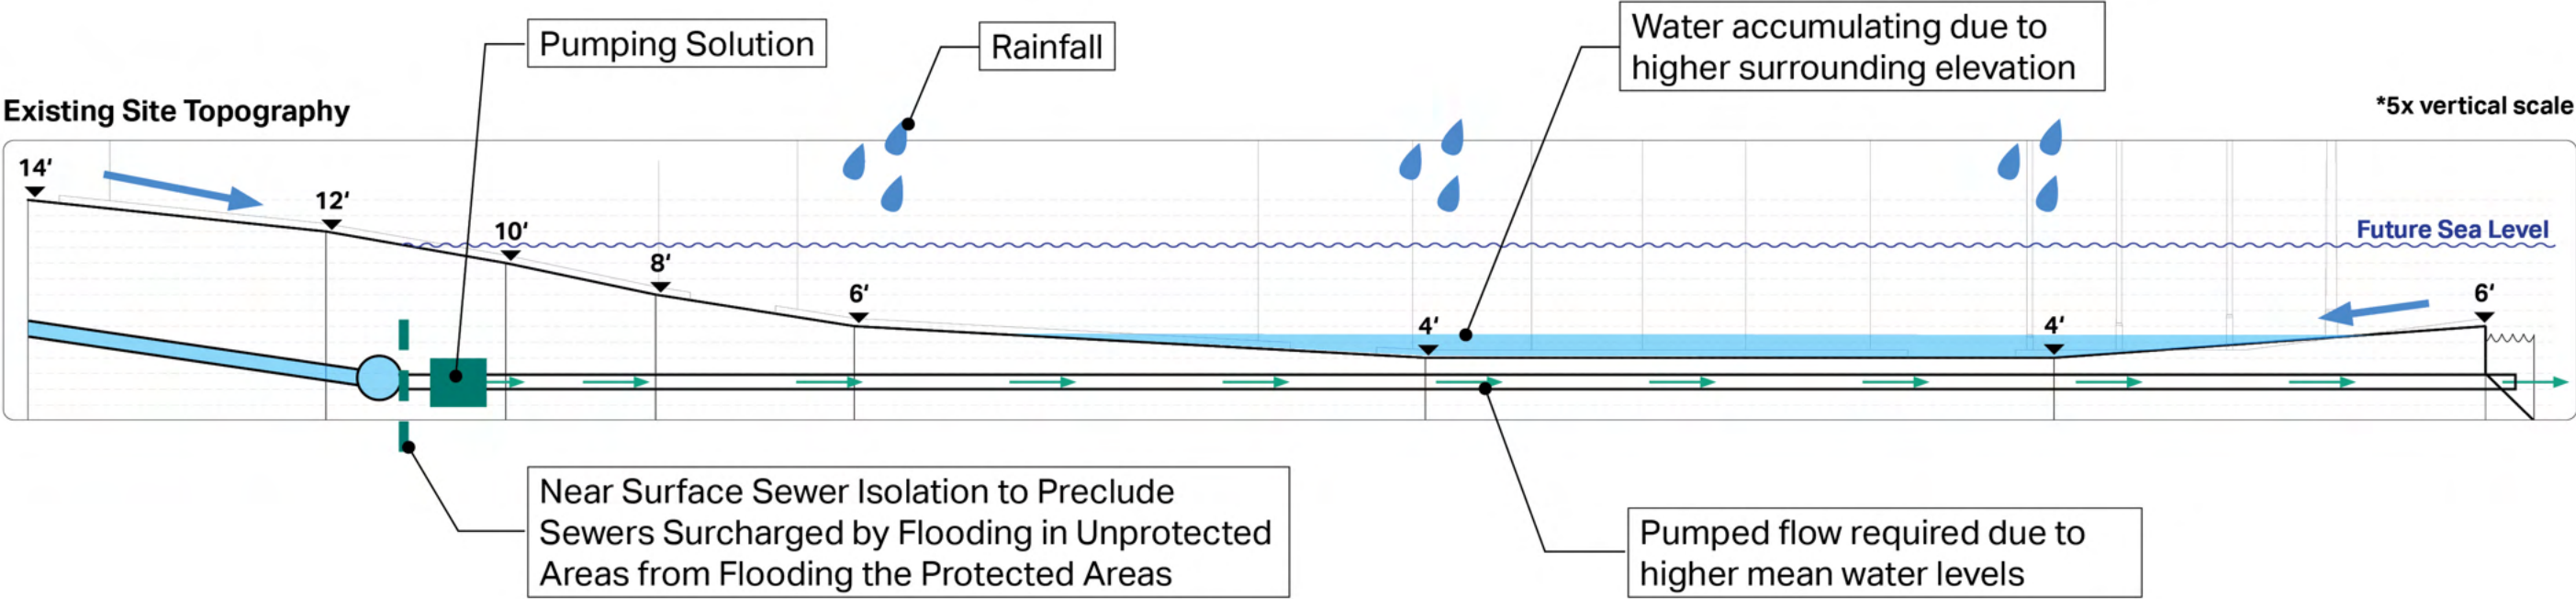 Pumping Solution
Rainfall
Water accumulating due to
higher surrounding elevation
Existing Site Topography
*5x vertical scale
14'
12'
10'
8'
6'
4'
4'
6'
Future Sea Level
Near Surface Sewer Isolation to Preclude
Sewers Surcharged by Flooding in Unprotected
Areas from Flooding the Protected Areas
Pumped flow required due to
higher mean water levels